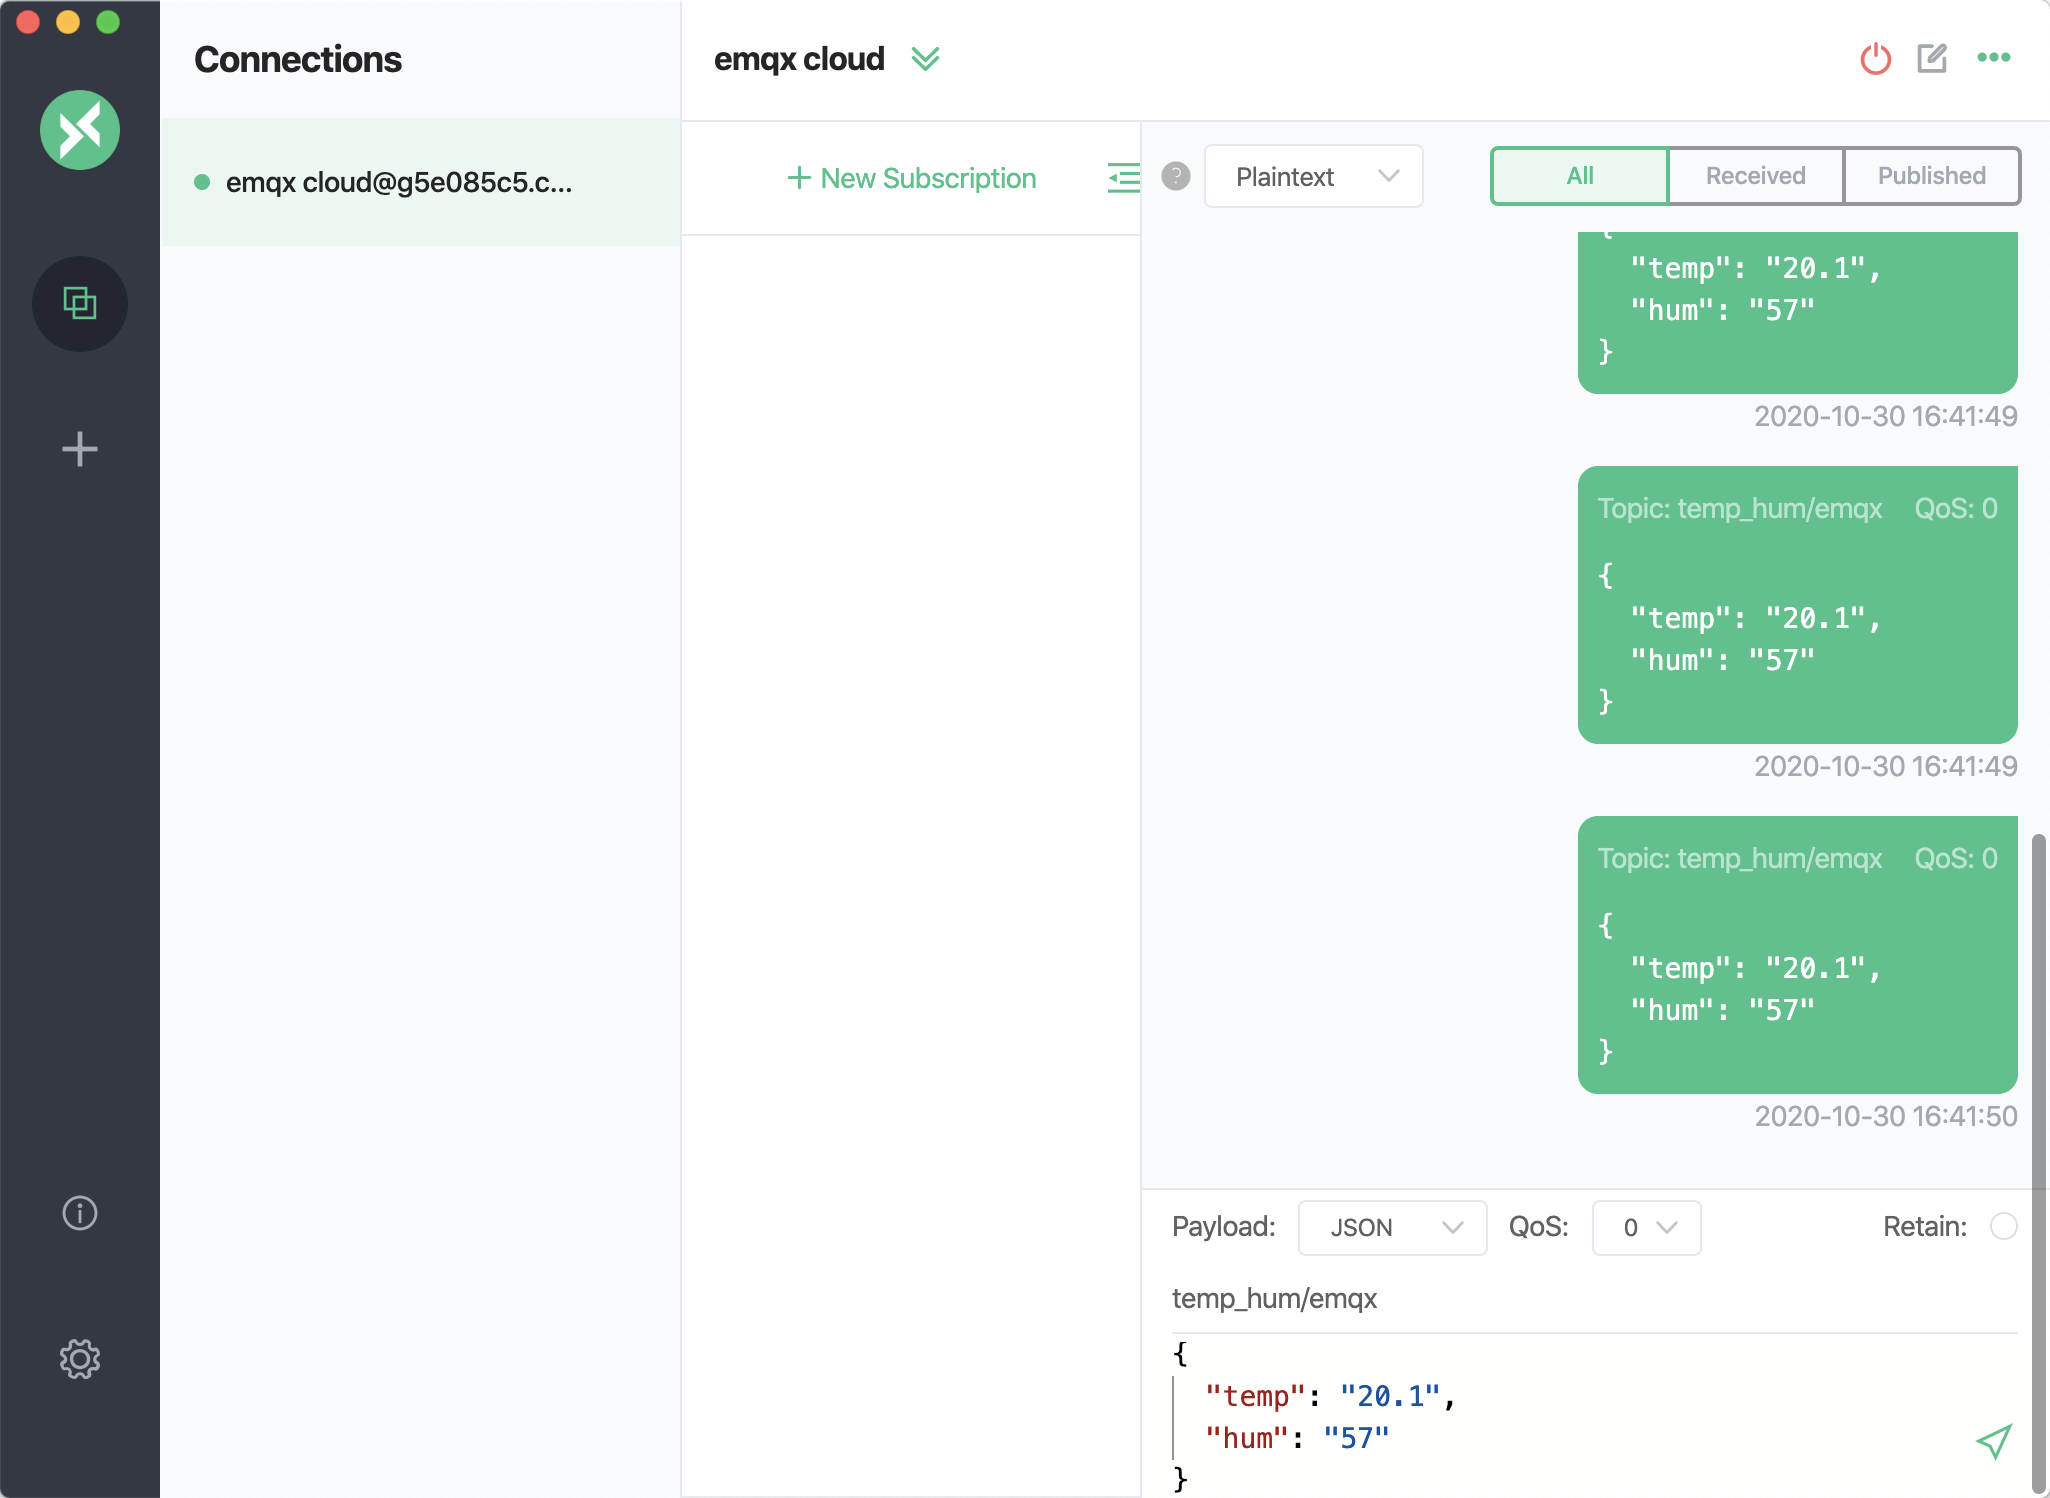 Connections
emqx cloud@g5e085c5.c...
emqx cloud
+ New Subscription
? Plaintext
All Received Published
{
"temp": "20.1",
"hum": "57"
}
2020-10-30 16:41:49
Topic: temp_hum/emqx QoS: 0
{
"temp": "20.1",
"hum": "57"
}
2020-10-30 16:41:49
Topic: temp_hum/emqx QoS: 0
{
"temp": "20.1",
"hum": "57"
}
2020-10-30 16:41:50
Payload: JSON QoS: 0 Retain:
temp_hum/emqx
{
"temp": "20.1",
"hum": "57"
}